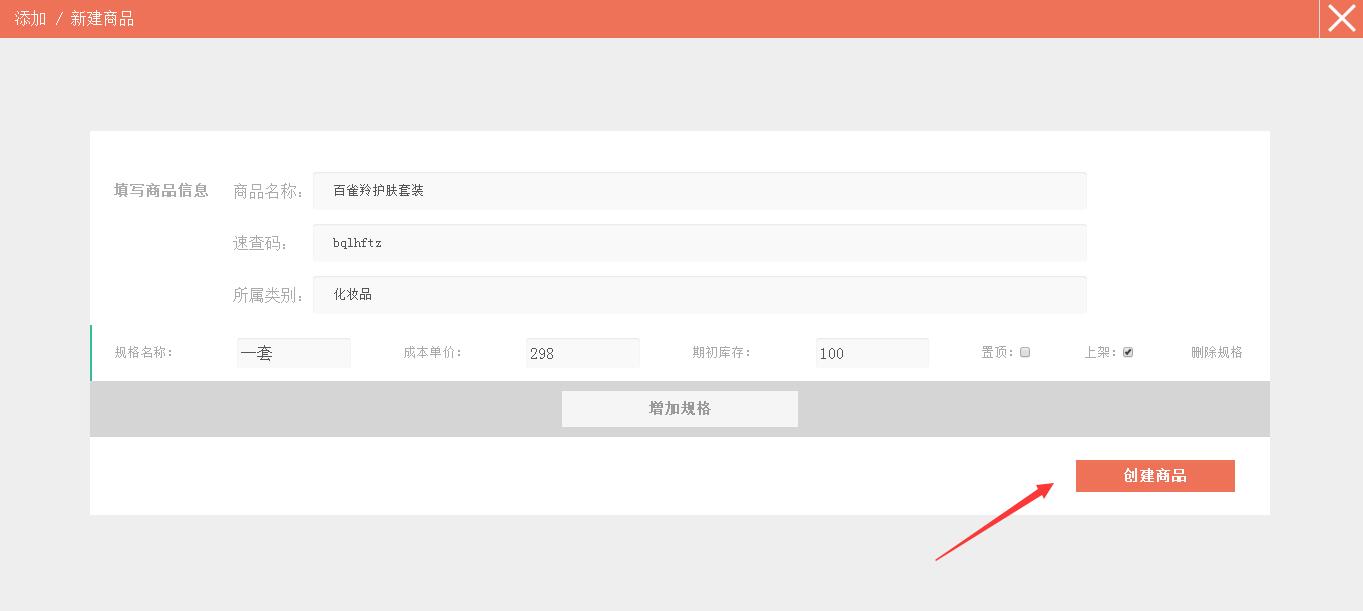 添加 / 新建商品
填写商品信息 商品名称: 百雀羚护肤套装
速查码: bqlhftz
所属类别: 化妆品
规格名称: 一套 成本单价: 298 期初库存: 100 置顶: 上架: 删除规格
增加规格
创建商品